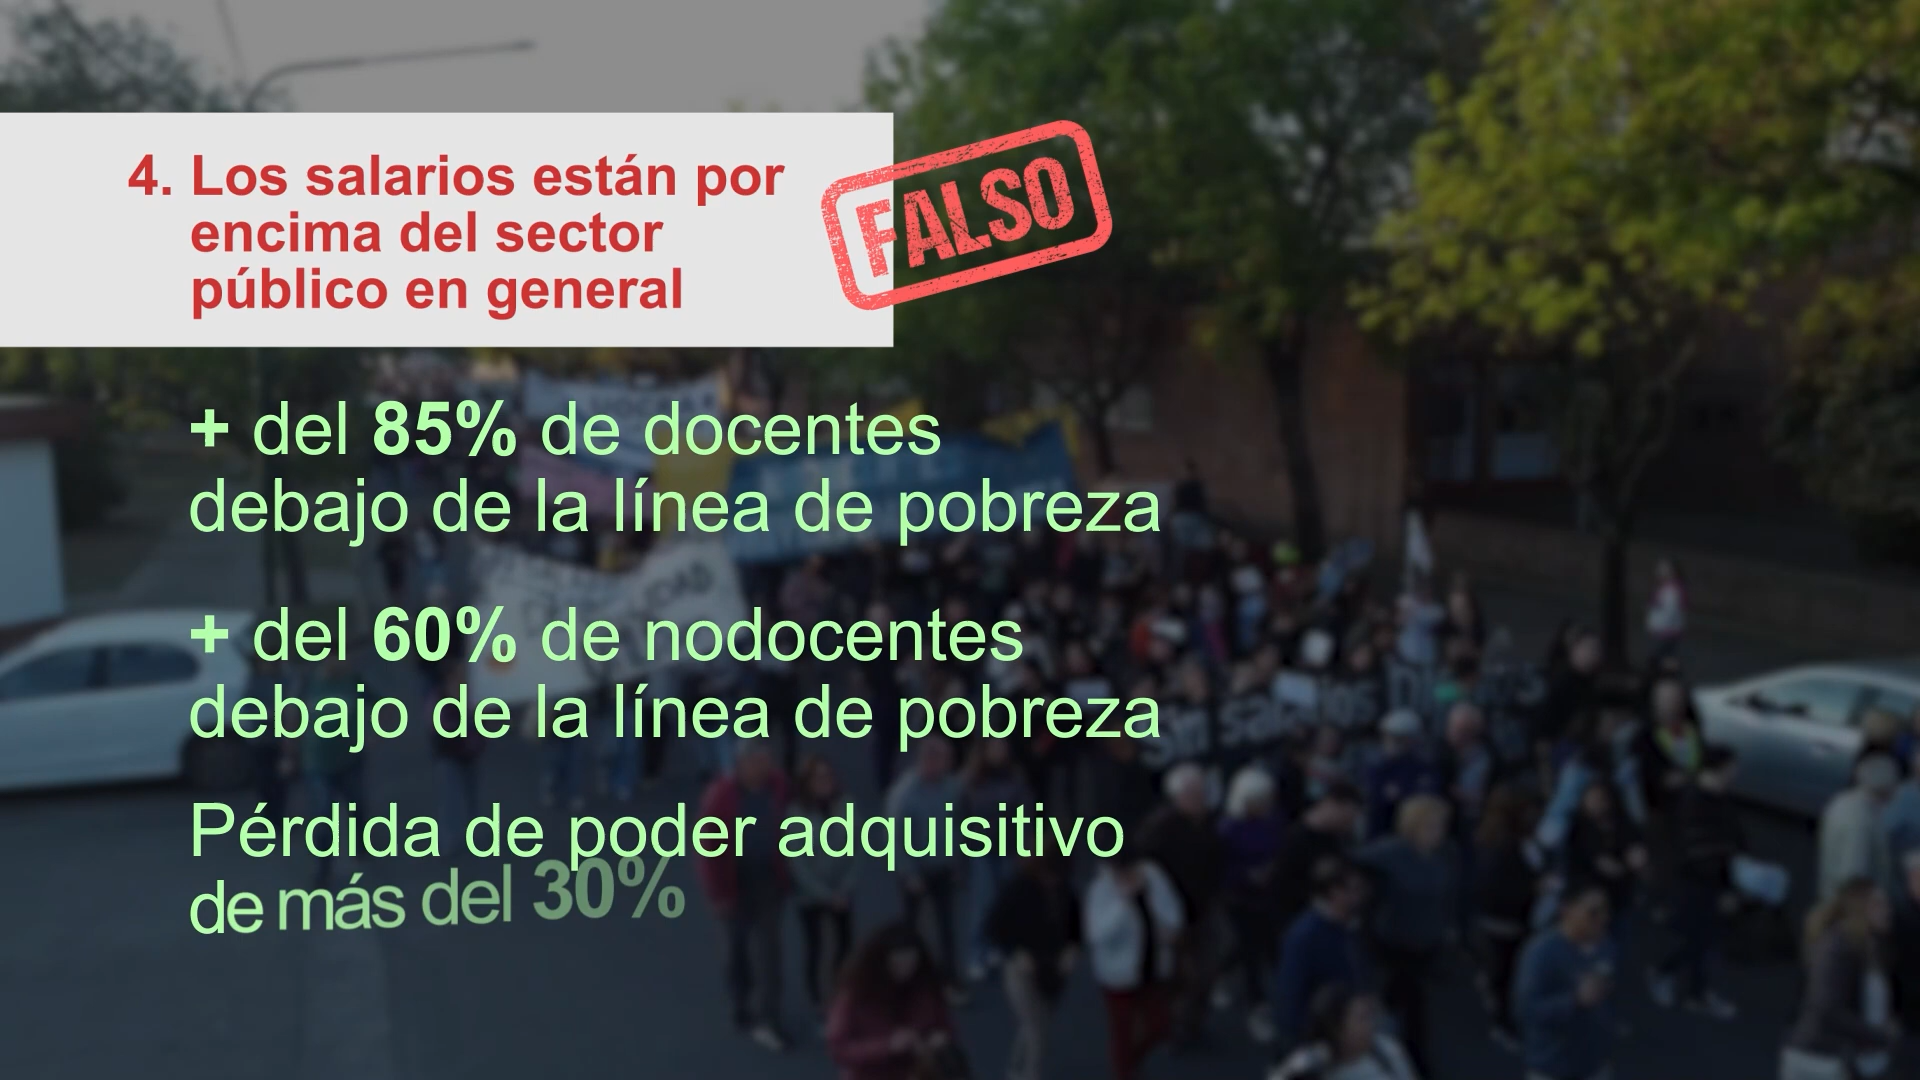 4. Los salarios están por
encima del sector
público en general
FALSO
+ del 85% de docentes
debajo de la línea de pobreza
+ del 60% de nodocentes
debajo de la línea de pobreza
Sin salarios
Pérdida de poder adquisitivo
de más del 30%